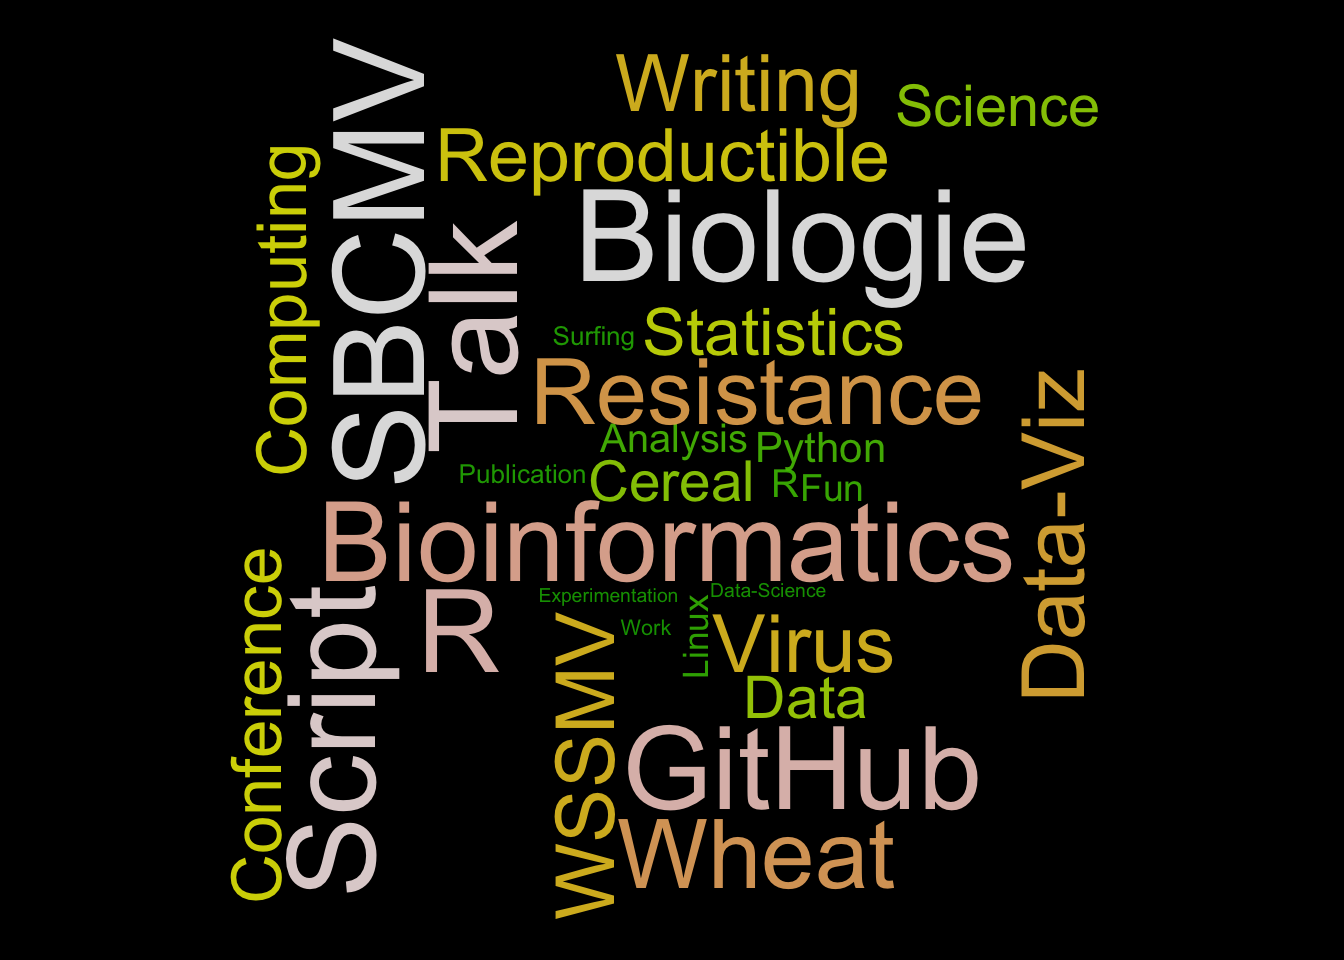 Writing
Science
Reproductible
SBCMV
Computing
Biologie
Talk
Surfing
Statistics
Resistance
Data-Viz
Analysis
Python
Publication
Cereal
R
Fun
Bioinformatics
Conference
Script
R
Experimentation
Data-Science
Work
Linux
Virus
WSSMV
Data
GitHub
Wheat